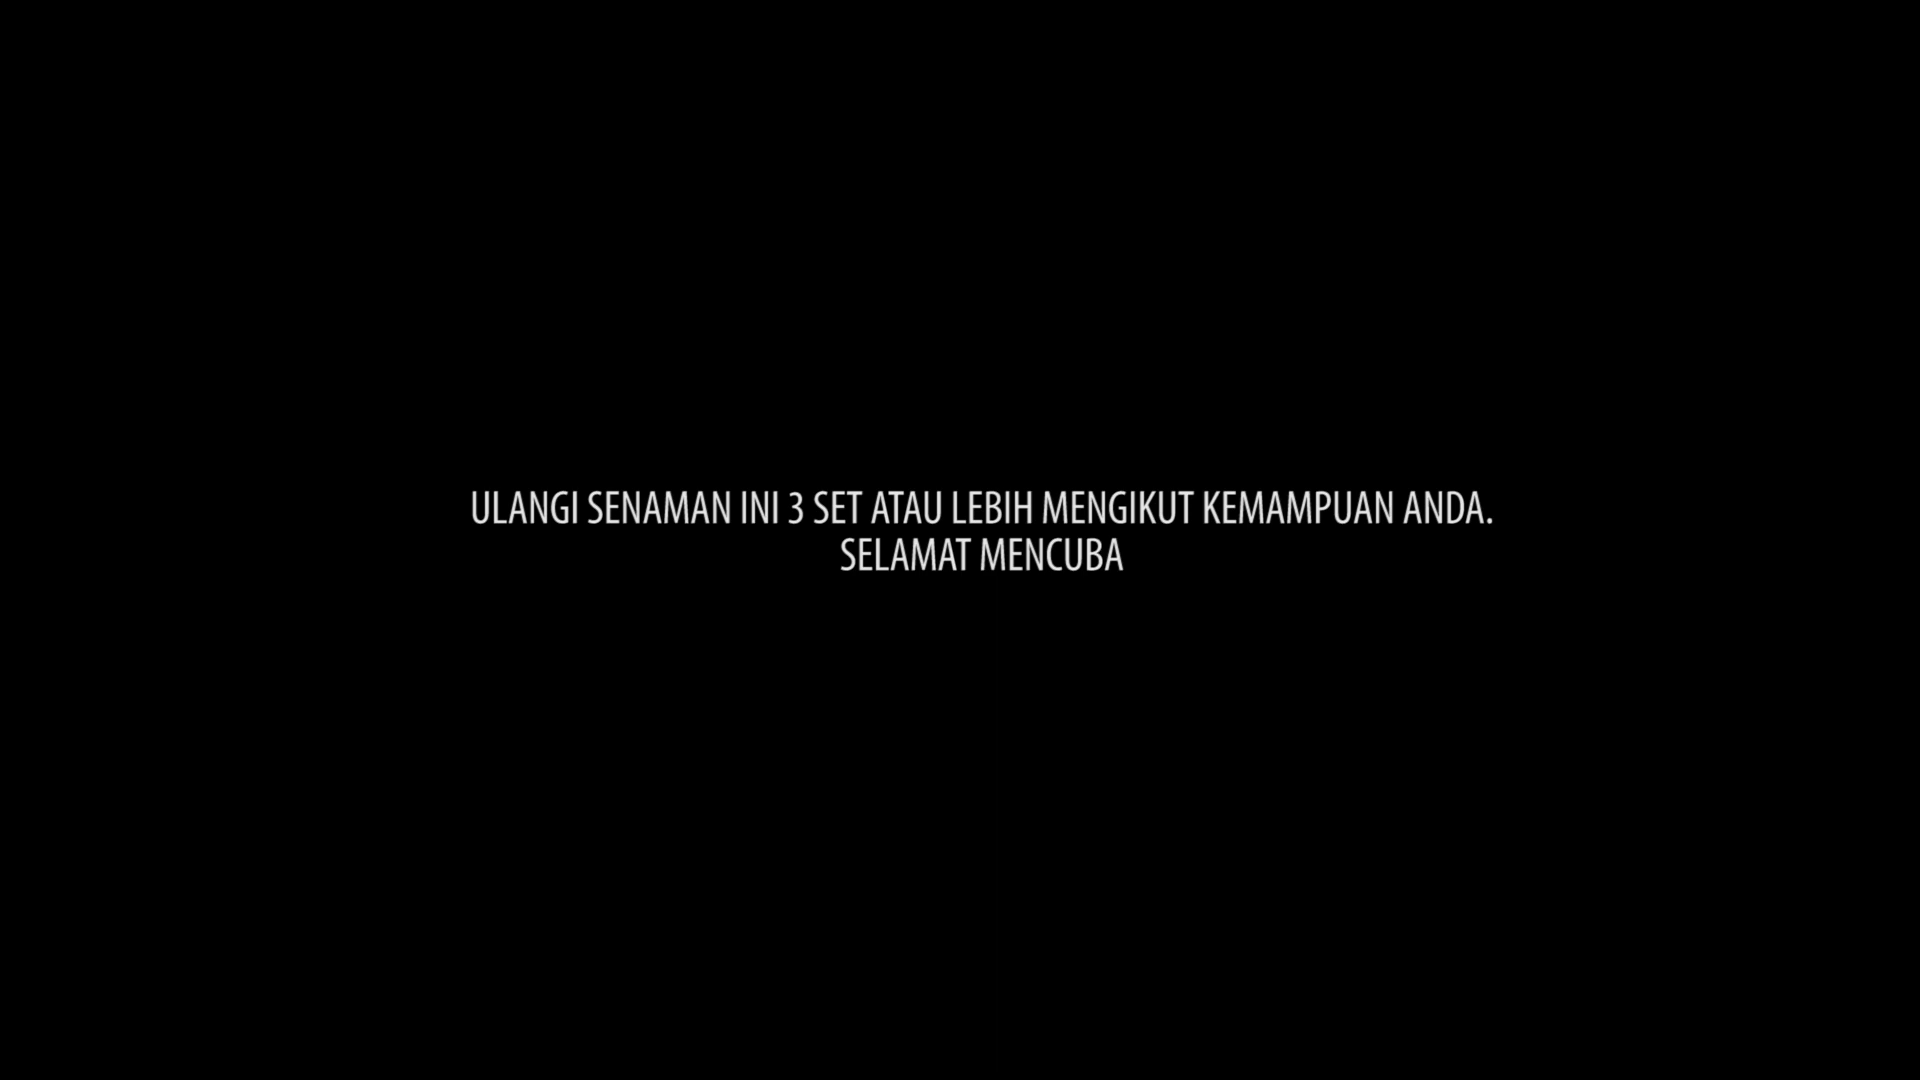 ULANGI SENAMAN INI 3 SET ATAU LEBIH MENGIKUT KEMAMPUAN ANDA.
SELAMAT MENCUBA